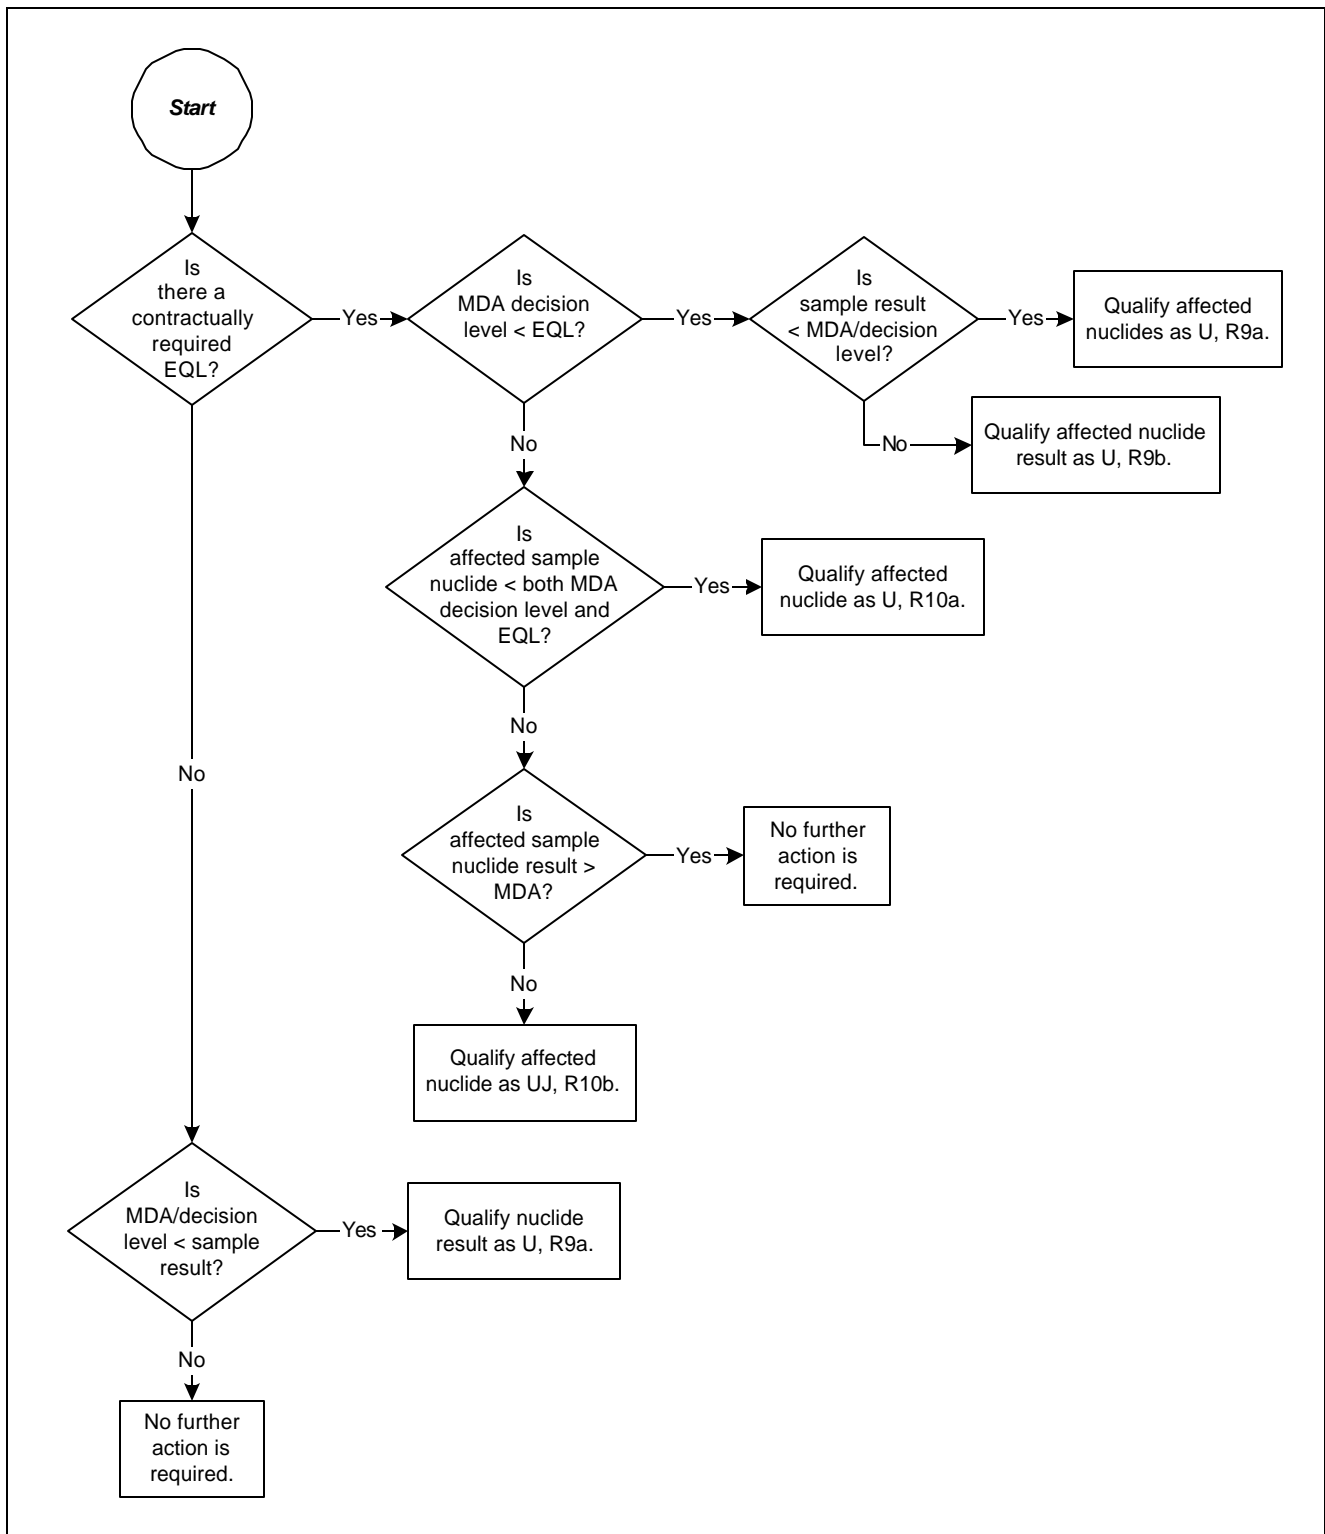 Start
Is
there a
contractually
required
EQL?
Yes
Is
MDA decision
level < EQL?
Yes
Is
sample result
< MDA/decision
level?
Yes
Qualify affected
nuclides as U, R9a.
No
Qualify affected nuclide
result as U, R9b.
No
Is
affected sample
nuclide < both MDA
decision level and
EQL?
Yes
Qualify affected
nuclide as U, R10a.
No
Is
affected sample
nuclide result >
MDA?
Yes
No further
action is
required.
No
Qualify affected
nuclide as UJ, R10b.
No
Is
MDA/decision
level < sample
result?
Yes
Qualify nuclide
result as U, R9a.
No
No further
action is
required.